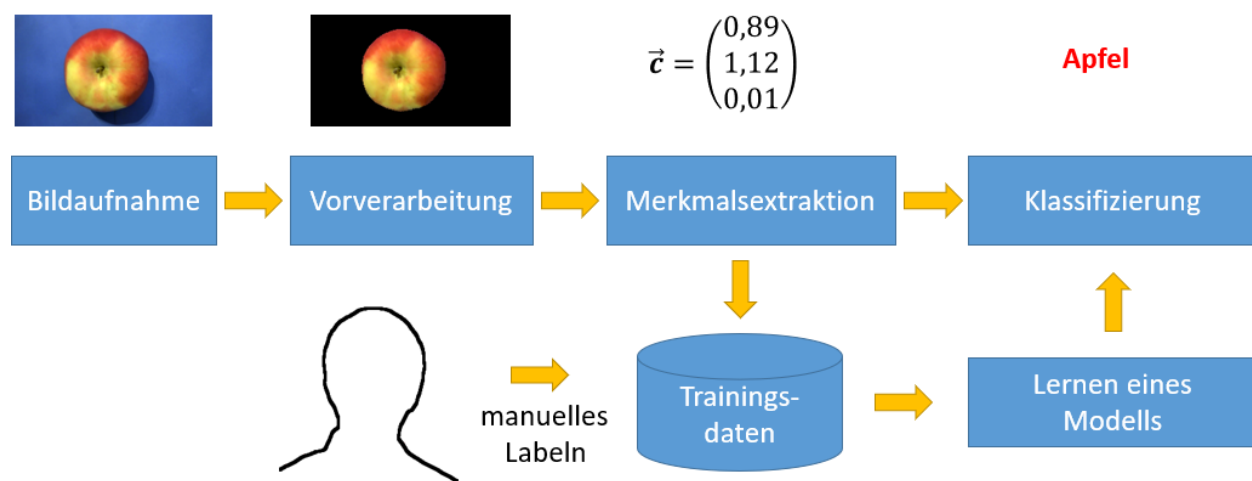 c⃗ = (0,89
1,12
0,01)
Apfel
Bildaufnahme
Vorverarbeitung
Merkmalsextraktion
Klassifizierung
manuelles
Labeln
Trainings-
daten
Lernen eines
Modells